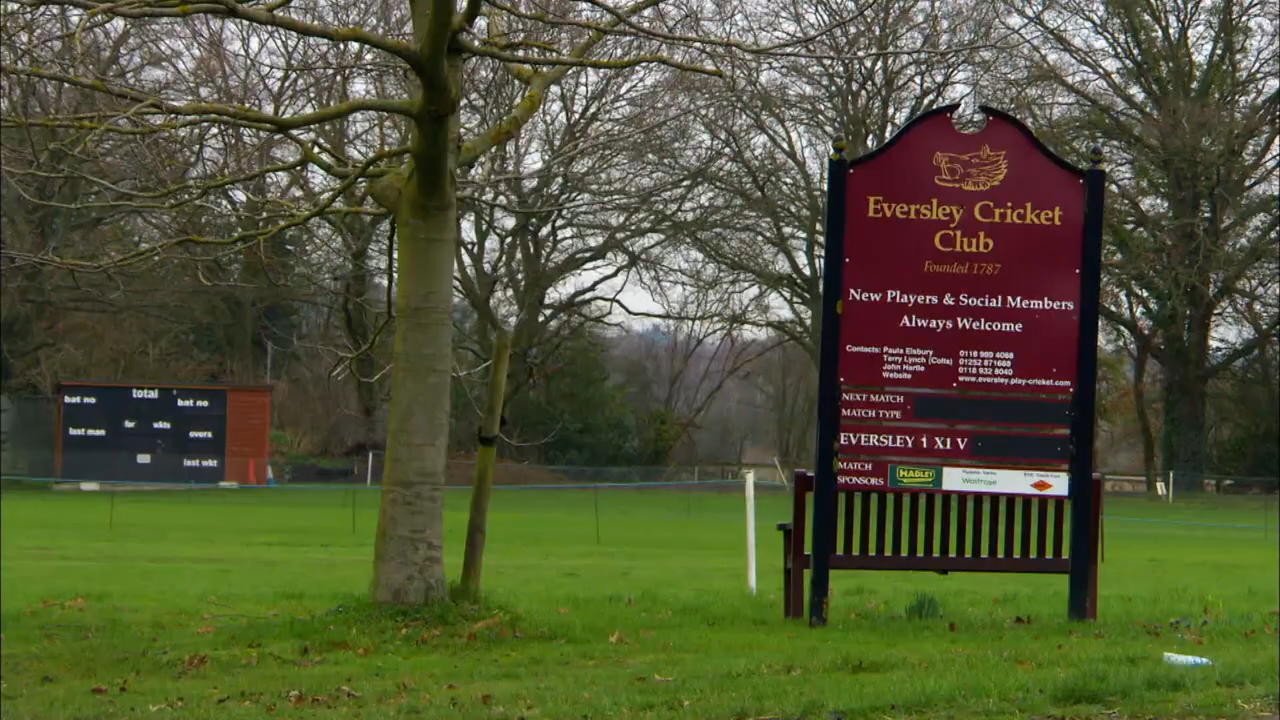 total
bat no bat no
for wkts
last man overs
last wkt
Eversley Cricket
Club
Founded 1787
New Players & Social Members
Always Welcome
Contacts: Paula Elsbury 0118 989 4068
Terry Lynch (Colts) 01252 871688
John Hartle 0118 932 8040
Website www.eversley.play-cricket.com
NEXT MATCH
MATCH TYPE
EVERSLEY 1 XI V
MATCH
SPONSORS
HADLEY
Waitrose